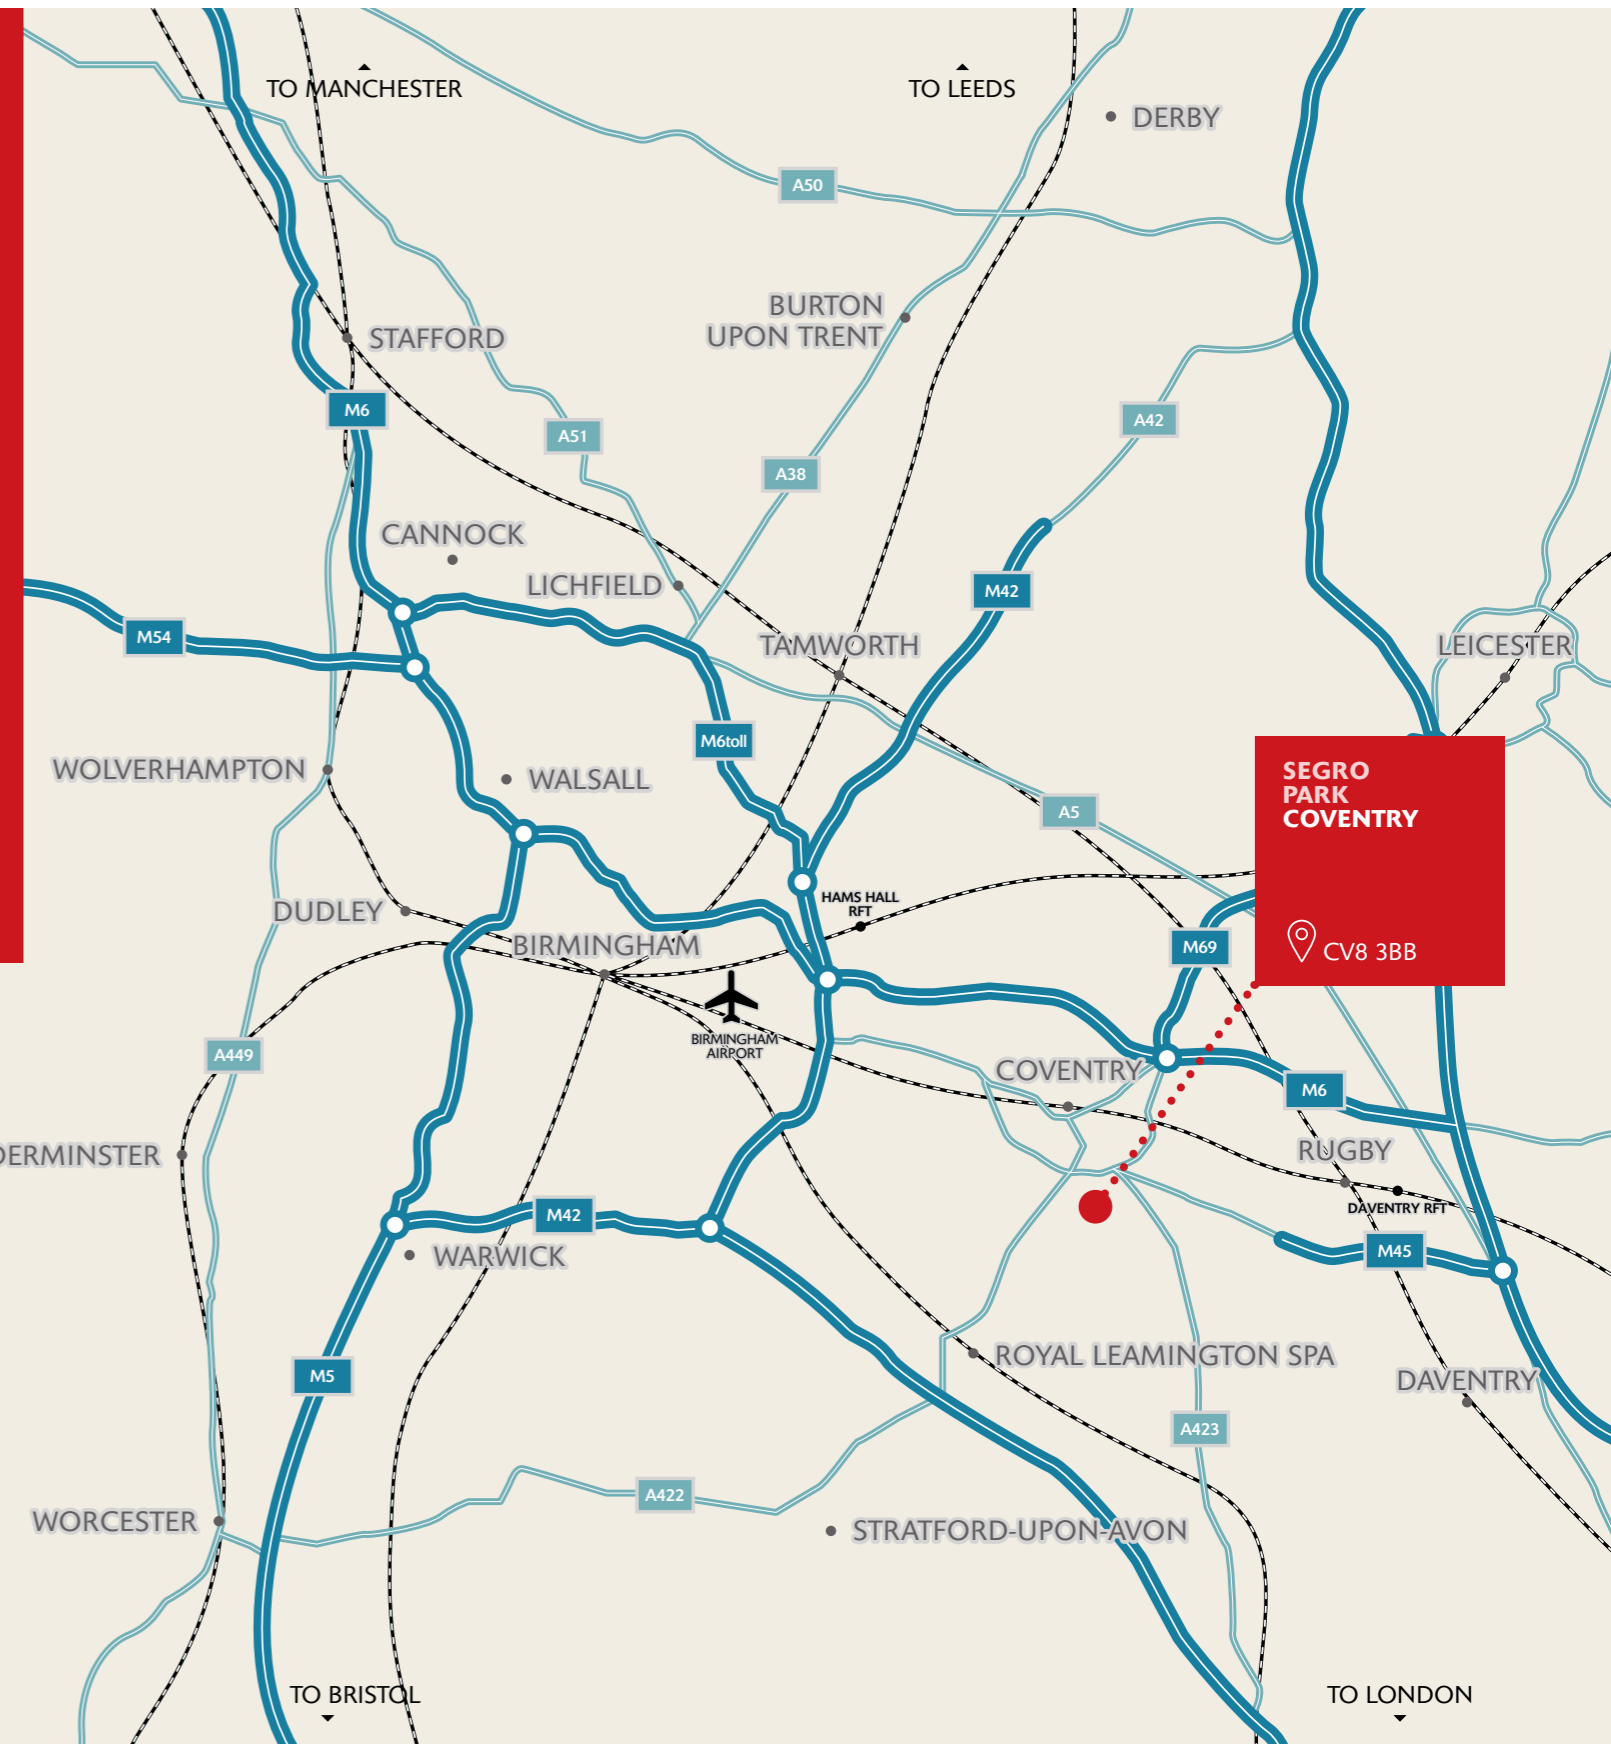 TO MANCHESTER
TO LEEDS
DERBY
A50
BURTON
UPON TRENT
STAFFORD
M6
A51
A42
A38
CANNOCK
LICHFIELD
M42
M54
TAMWORTH
LEICESTER
M6toll
WOLVERHAMPTON
WALSALL
A5
SEGRO
PARK
COVENTRY
CV8 3BB
HAMS HALL
RFT
DUDLEY
BIRMINGHAM
M69
BIRMINGHAM
AIRPORT
A449
COVENTRY
M6
DERMINSTER
RUGBY
DAVENTRY RFT
M42
WARWICK
M45
M5
ROYAL LEAMINGTON SPA
DAVENTRY
A423
A422
WORCESTER
STRATFORD-UPON-AVON
TO BRISTOL
TO LONDON